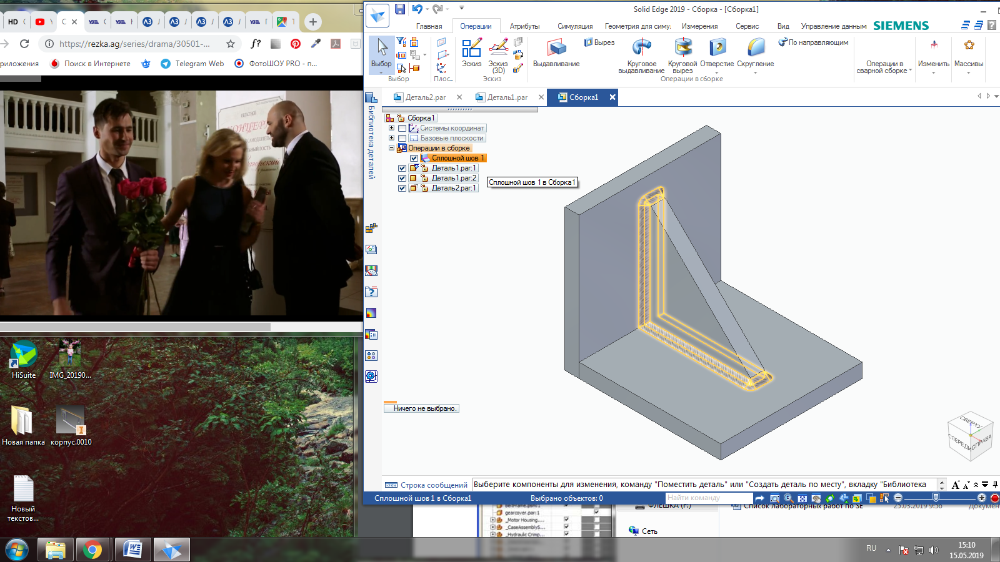 HD
https://rezka.ag/series/drama/30501-...
f?
риложения
Поиск в Интернете
Telegram Web
ФотоШОУ PRO - п...
ОБЛАСТНОЙ
КОНЦЕР
HiSuite
IMG_20190...
Новая папка
корпус.0010
Новый
текстов...
Solid Edge 2019 - Сборка - [Сборка1]
Главная
Операции
Атрибуты
Симуляция
Геометрия для симу.
Измерения
Сервис
Вид
Управление данным
SIEMENS
Выбор
Выбор
Плос...
Эскиз
Эскиз
(3D)
Эскиз
Выдавливание
Вырез
Круговое
выдавливание
Круговой
вырез
Отверстие
Скругление
По направляющим
Операции в сборке
Операции в
сварной сборке
Изменить
Массивы
Деталь2.par
Деталь1.par
Сборка1
Библиотека деталей
Сборка1
Системы координат
Базовые плоскости
Операции в сборке
Сплошной шов 1
Деталь1.par:1
Деталь1.par:2
Деталь2.par:1
Сплошной шов 1 в Сборка1
Ничего не выбрано.
СВЕРХУ
СПЕРЕДИ
СПРАВА
Строка сообщений
Выберите компоненты для изменения, команду "Поместить деталь" или "Создать деталь по месту", вкладку "Библиотека
Сплошной шов 1 в Сборка1
Выбрано объектов: 0
Найти команду
gearcover.par:1
_Motor Housing....
_CaseAssemblyS...
_Hydraulic Crimp...
ФЛЕШКА (F:)
Сеть
Список лабораторных работ по SE
25.03.2019 9:56
Докумен
RU
15:10
15.05.2019